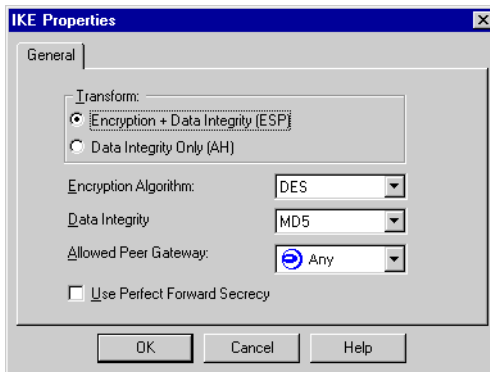 IKE Properties
General
Transform:
Encryption + Data Integrity (ESP)
Data Integrity Only (AH)
Encryption Algorithm: DES
Data Integrity MD5
Allowed Peer Gateway: Any
Use Perfect Forward Secrecy
OK Cancel Help